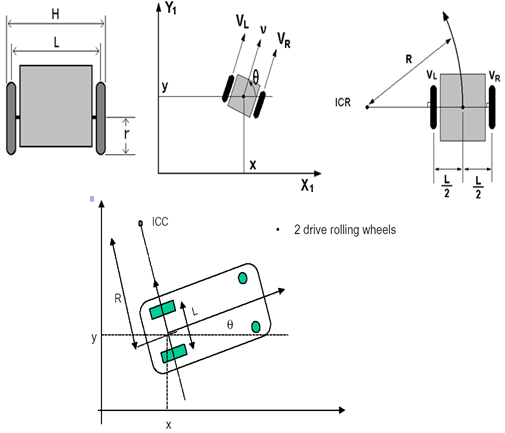 H
L
r
Y1
VL
ν
VR
θ
y
x
X1
R
ICR
VL
VR
L/2
L/2
ICC
• 2 drive rolling wheels
R
L
θ
y
x